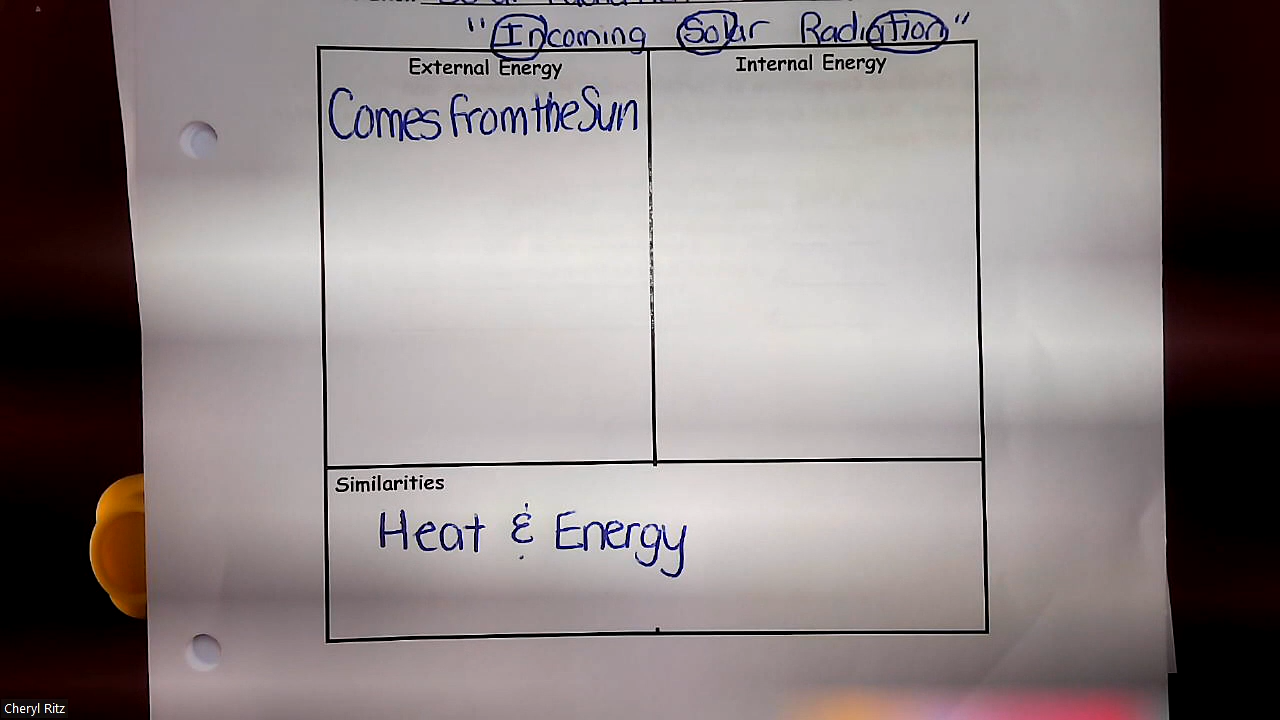 "Incoming Solar Radiation"
External Energy
Internal Energy
Comes from the Sun
Similarities
Heat & Energy
Cheryl Ritz